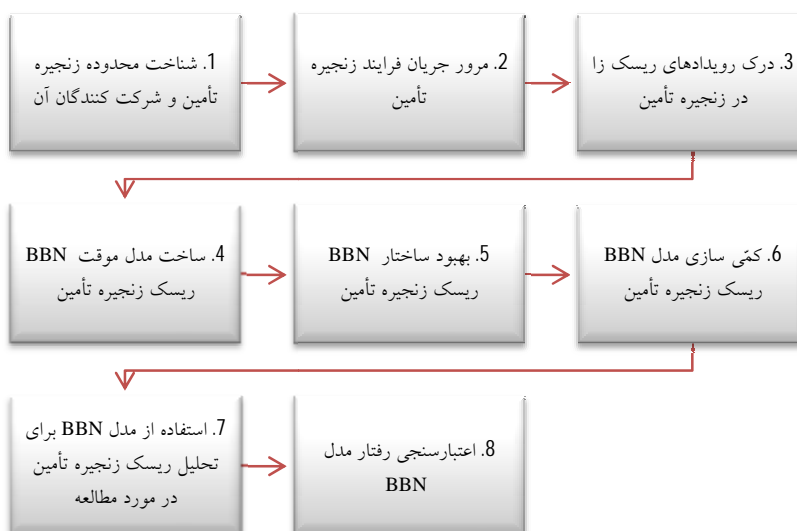 1. شناخت محدوده زنجیره
تأمین و شرکت کنندگان آن
2. مرور جریان فرایند زنجیره
تأمین
3. درک رویدادهای ریسک زا
در زنجیره تأمین
4. ساخت مدل موقت BBN
ریسک زنجیره تأمین
5. بهبود ساختار BBN
ریسک زنجیره تأمین
6. کمّی سازی مدل BBN
ریسک زنجیره تأمین
7. استفاده از مدل BBN برای
تحلیل ریسک زنجیره تأمین
در مورد مطالعه
8. اعتبارسنجی رفتار مدل
BBN